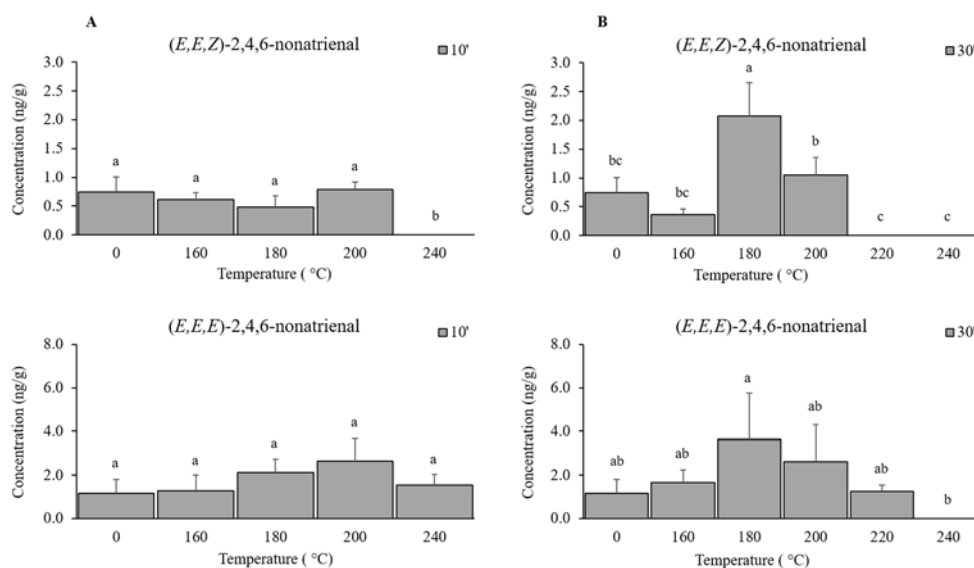 A
(E,E,Z)-2,4,6-nonatrienal
10'
Concentration (ng/g)
3.0
2.5
2.0
1.5
1.0
0.5
0.0
a
a
a
a
b
0 160 180 200 240
Temperature ( °C)
B
(E,E,Z)-2,4,6-nonatrienal
30'
Concentration (ng/g)
3.0
2.5
2.0
1.5
1.0
0.5
0.0
bc
bc
a
b
c
c
0 160 180 200 220 240
Temperature ( °C)
(E,E,E)-2,4,6-nonatrienal
10'
Concentration (ng/g)
8.0
6.0
4.0
2.0
0.0
a
a
a
a
a
0 160 180 200 240
Temperature ( °C)
(E,E,E)-2,4,6-nonatrienal
30'
Concentration (ng/g)
8.0
6.0
4.0
2.0
0.0
ab
ab
a
ab
ab
b
0 160 180 200 220 240
Temperature ( °C)